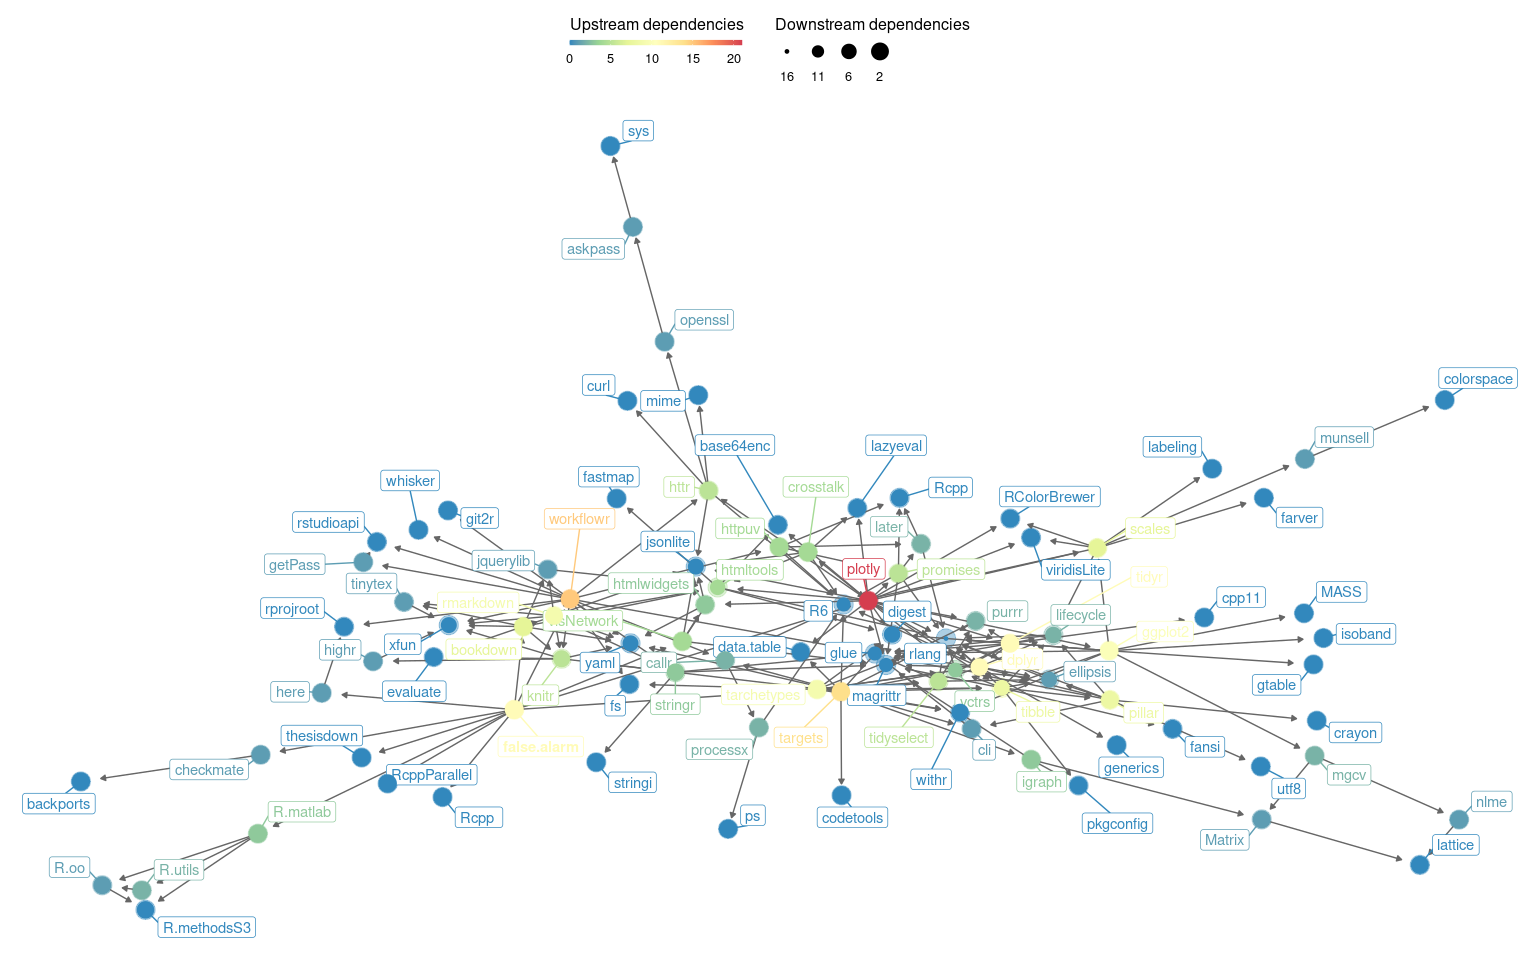 Upstream dependencies
Downstream dependencies
0 5 10 15 20
16 11 6 2
sys
askpass
openssl
curl
mime
colorspace
munsell
labeling
base64enc
lazyeval
whisker
fastmap
httr
crosstalk
Rcpp
RColorBrewer
farver
rstudioapi
git2r
workflowr
httpuv
later
scales
jsonlite
getPass
jquerylib
htmltools
plotly
promises
viridisLite
tidyr
tinytex
htmlwidgets
rprojroot
rmarkdown
R6
digest
purrr
lifecycle
cpp11
MASS
visNetwork
ggplot2
isoband
highr
xfun
bookdown
yaml
callr
data.table
glue
rlang
dplyr
ellipsis
gtable
here
evaluate
knitr
fs
stringr
tarchetypes
magrittr
vctrs
tibble
pillar
crayon
thesisdown
false.alarm
processx
targets
tidyselect
cli
fansi
checkmate
RcppParallel
stringi
withr
igraph
generics
mgcv
backports
Rcpp
ps
codetools
pkgconfig
utf8
nlme
R.matlab
Matrix
lattice
R.oo
R.utils
R.methodsS3